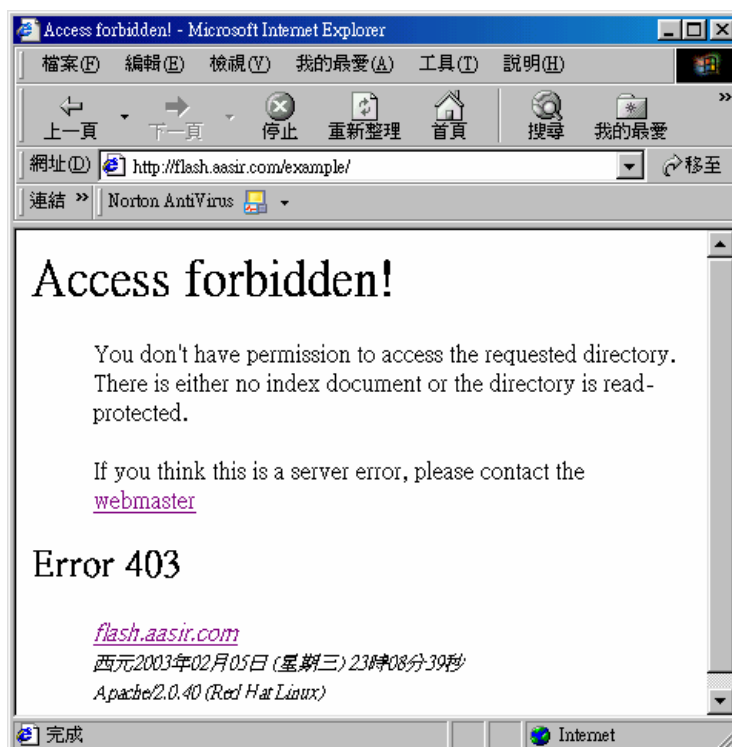 Access forbidden! - Microsoft Internet Explorer
檔案(F) 編輯(E) 檢視(V) 我的最愛(A) 工具(T) 說明(H)
上一頁 下一頁 停止 重新整理 首頁 搜尋 我的最愛 »
網址(D) http://flash.aasir.com/example/ 移至
連結 » Norton AntiVirus
Access forbidden!
You don't have permission to access the requested directory.
There is either no index document or the directory is read-
protected.
If you think this is a server error, please contact the
webmaster
Error 403
flash.aasir.com
西元2003年02月05日 (星期三) 23時08分39秒
Apache/2.0.40 (Red Hat Linux)
完成 Internet